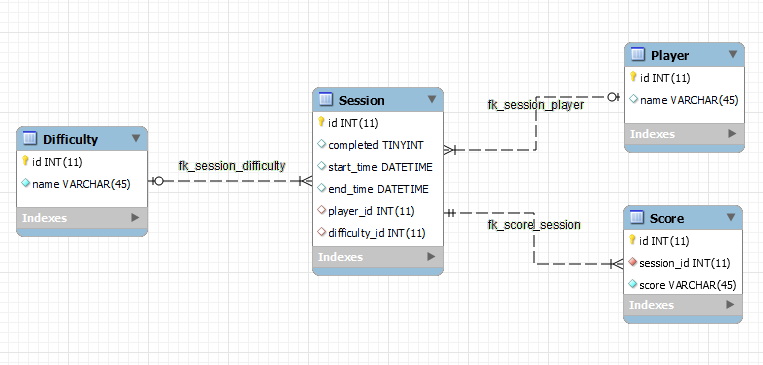 Difficulty
id INT(11)
name VARCHAR(45)
Indexes
fk_session_difficulty
Session
id INT(11)
completed TINYINT
start_time DATETIME
end_time DATETIME
player_id INT(11)
difficulty_id INT(11)
Indexes
fk_session_player
Player
id INT(11)
name VARCHAR(45)
Indexes
fk_score_session
Score
id INT(11)
session_id INT(11)
score VARCHAR(45)
Indexes